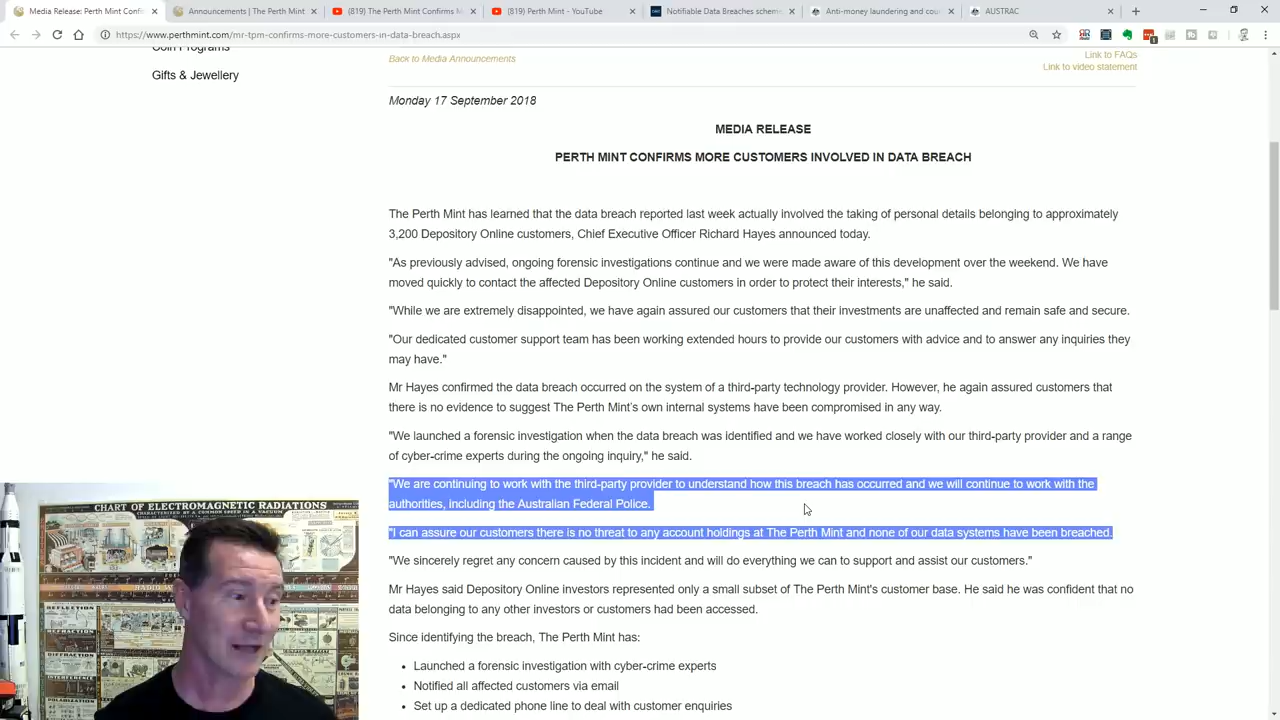 Media Release: Perth Mint Confir
Announcements | The Perth Mint
(819) The Perth Mint Confirms M
(819) Perth Mint - YouTube
Notifiable Data Breaches schem
Anti-money laundering and cou
AUSTRAC
https://www.perthmint.com/mr-tpm-confirms-more-customers-in-data-breach.aspx
Coin Programs
Gifts & Jewellery
Back to Media Announcements
Link to FAQs
Link to video statement
Monday 17 September 2018
MEDIA RELEASE
PERTH MINT CONFIRMS MORE CUSTOMERS INVOLVED IN DATA BREACH
The Perth Mint has learned that the data breach reported last week actually involved the taking of personal details belonging to approximately
3,200 Depository Online customers, Chief Executive Officer Richard Hayes announced today.
"As previously advised, ongoing forensic investigations continue and we were made aware of this development over the weekend. We have
moved quickly to contact the affected Depository Online customers in order to protect their interests," he said.
"While we are extremely disappointed, we have again assured our customers that their investments are unaffected and remain safe and secure.
"Our dedicated customer support team has been working extended hours to provide our customers with advice and to answer any inquiries they
may have."
Mr Hayes confirmed the data breach occurred on the system of a third-party technology provider. However, he again assured customers that
there is no evidence to suggest The Perth Mint's own internal systems have been compromised in any way.
"We launched a forensic investigation when the data breach was identified and we have worked closely with our third-party provider and a range
of cyber-crime experts during the ongoing inquiry," he said.
"We are continuing to work with the third-party provider to understand how this breach has occurred and we will continue to work with the
authorities, including the Australian Federal Police.
"I can assure our customers there is no threat to any account holdings at The Perth Mint and none of our data systems have been breached.
"We sincerely regret any concern caused by this incident and will do everything we can to support and assist our customers."
Mr Hayes said Depository Online investors represented only a small subset of The Perth Mint's customer base. He said he was confident that no
data belonging to any other investors or customers had been accessed.
Since identifying the breach, The Perth Mint has:
• Launched a forensic investigation with cyber-crime experts
• Notified all affected customers via email
• Set up a dedicated phone line to deal with customer enquiries
CHART OF ELECTROMAGNETIC RADIATIONS
REFLECTION
REFRACTION
INTERFERENCE
POLARIZATION